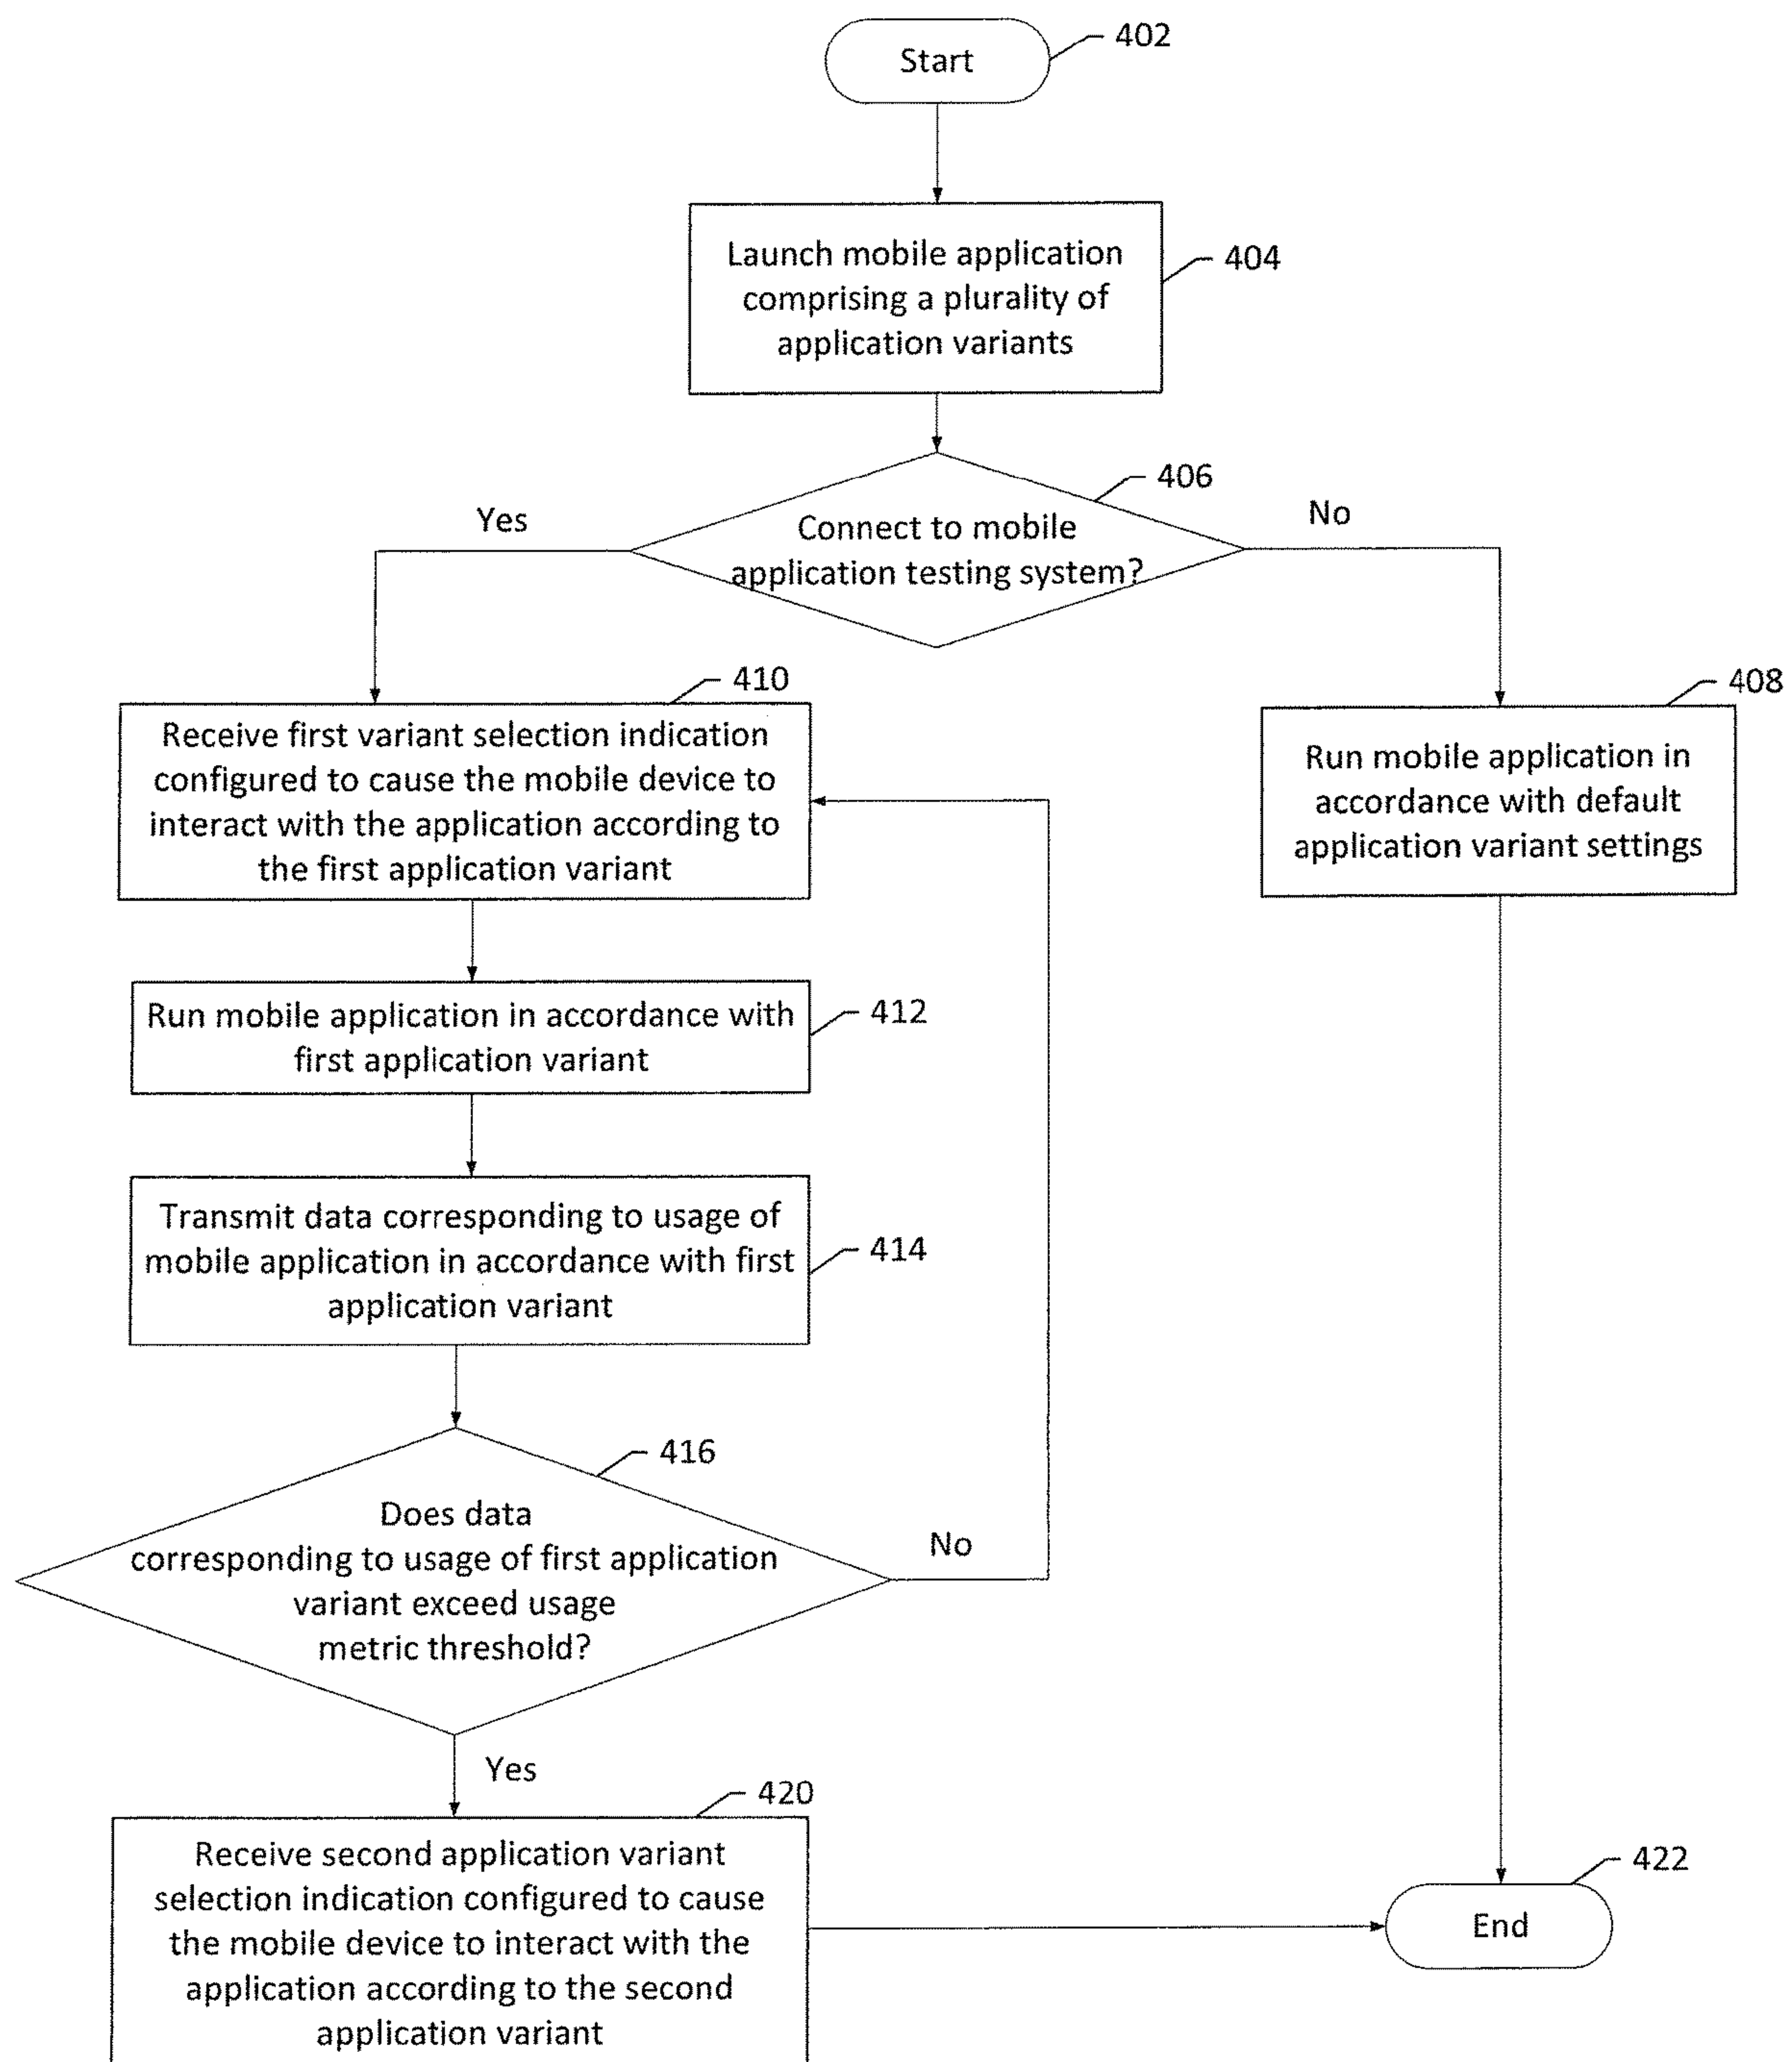 Start
402
Launch mobile application
comprising a plurality of
application variants
404
406
Connect to mobile
application testing system?
Yes
No
410
Receive first variant selection indication
configured to cause the mobile device to
interact with the application according to
the first application variant
408
Run mobile application in
accordance with default
application variant settings
Run mobile application in accordance with
first application variant
412
Transmit data corresponding to usage of
mobile application in accordance with first
application variant
414
416
Does data
corresponding to usage of first application
variant exceed usage
metric threshold?
No
Yes
420
Receive second application variant
selection indication configured to cause
the mobile device to interact with the
application according to the second
application variant
422
End